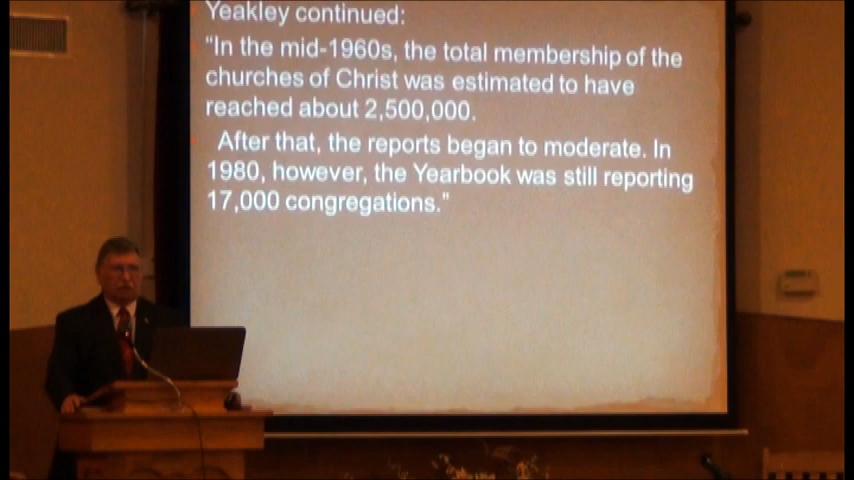 Yeakley continued:
"In the mid-1960s, the total membership of the
churches of Christ was estimated to have
reached about 2,500,000.
After that, the reports began to moderate. In
1980, however, the Yearbook was still reporting
17,000 congregations."